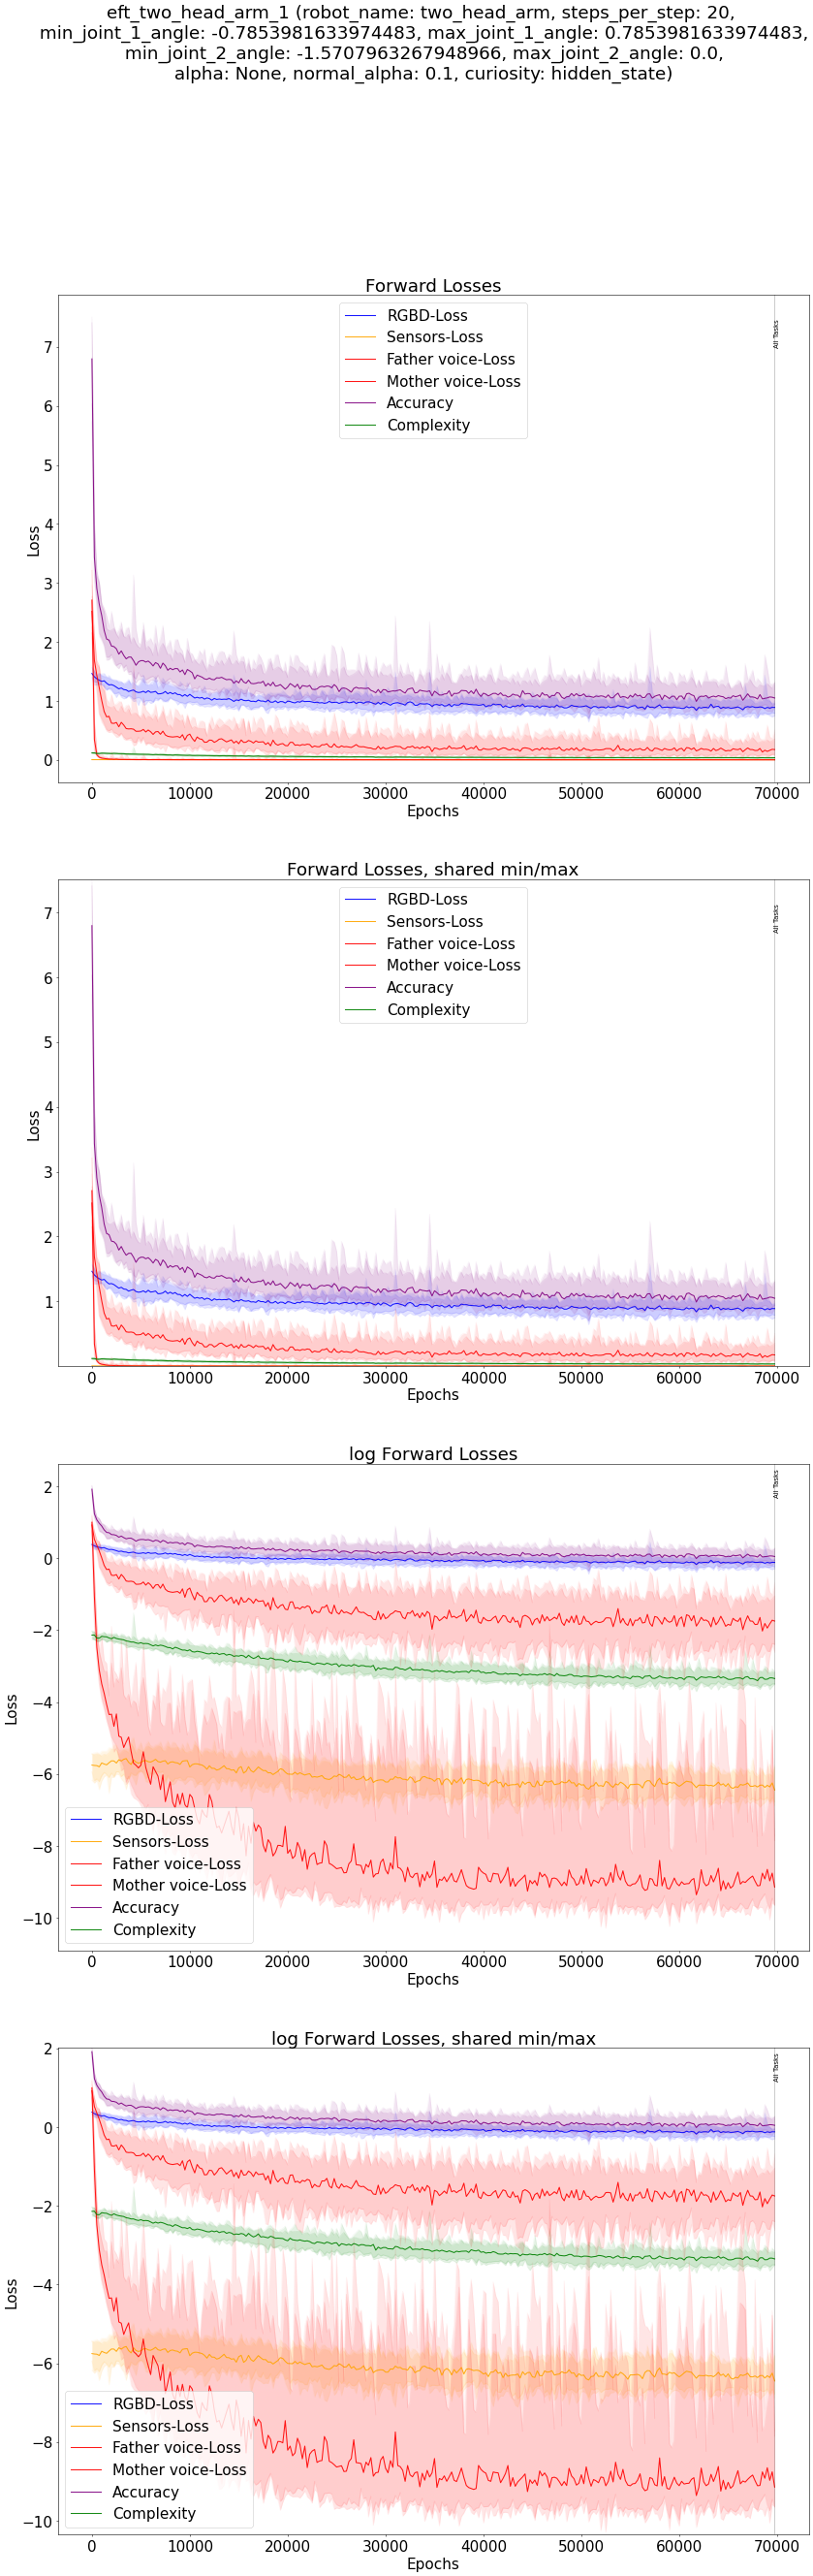 eft_two_head_arm_1 (robot_name: two_head_arm, steps_per_step: 20,
min_joint_1_angle: -0.7853981633974483, max_joint_1_angle: 0.7853981633974483,
min_joint_2_angle: -1.5707963267948966, max_joint_2_angle: 0.0,
alpha: None, normal_alpha: 0.1, curiosity: hidden_state)
Forward Losses
RGBD-Loss
Sensors-Loss
Father voice-Loss
Mother voice-Loss
Accuracy
Complexity
All Tasks
7
6
5
4
3
2
1
0
Loss
0 10000 20000 30000 40000 50000 60000 70000
Epochs
Forward Losses, shared min/max
RGBD-Loss
Sensors-Loss
Father voice-Loss
Mother voice-Loss
Accuracy
Complexity
All Tasks
7
6
5
4
3
2
1
Loss
0 10000 20000 30000 40000 50000 60000 70000
Epochs
log Forward Losses
All Tasks
2
0
−2
−4
−6
−8
−10
Loss
RGBD-Loss
Sensors-Loss
Father voice-Loss
Mother voice-Loss
Accuracy
Complexity
0 10000 20000 30000 40000 50000 60000 70000
Epochs
log Forward Losses, shared min/max
All Tasks
2
0
−2
−4
−6
−8
−10
Loss
RGBD-Loss
Sensors-Loss
Father voice-Loss
Mother voice-Loss
Accuracy
Complexity
0 10000 20000 30000 40000 50000 60000 70000
Epochs